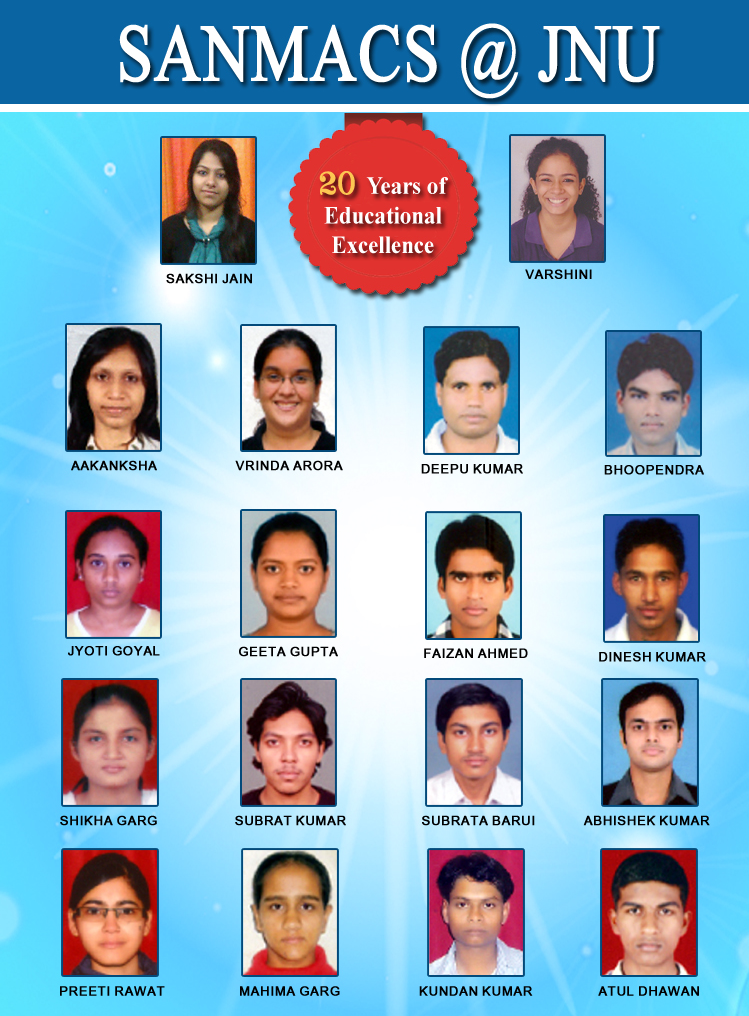 SANMACS @ JNU
20 Years of
Educational
Excellence
SAKSHI JAIN
VARSHINI
AAKANKSHA
VRINDA ARORA
DEEPU KUMAR
BHOOPENDRA
JYOTI GOYAL
GEETA GUPTA
FAIZAN AHMED
DINESH KUMAR
SHIKHA GARG
SUBRAT KUMAR
SUBRATA BARUI
ABHISHEK KUMAR
PREETI RAWAT
MAHIMA GARG
KUNDAN KUMAR
ATUL DHAWAN